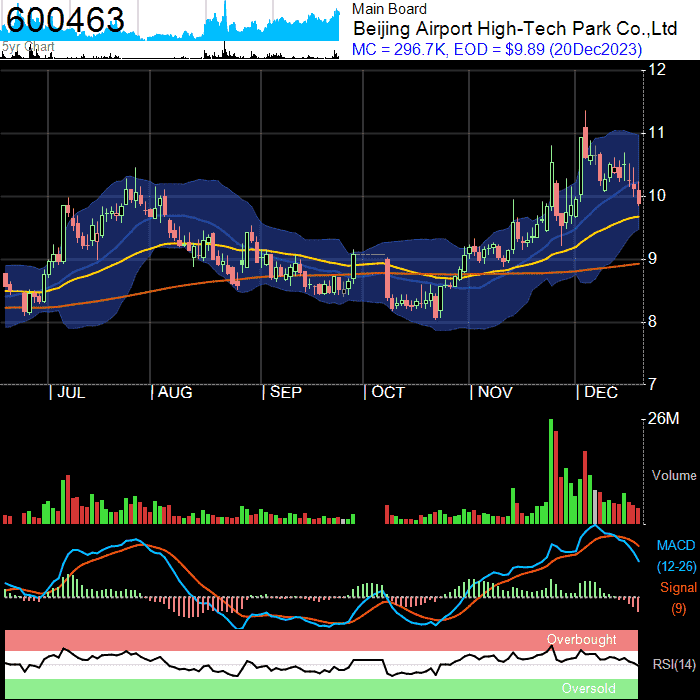 600463
5yr Chart
Main Board
Beijing Airport High-Tech Park Co.,Ltd
MC = 296.7K, EOD = $9.89 (20Dec2023)
12
11
10
9
8
7
JUL
AUG
SEP
OCT
NOV
DEC
26M
Volume
MACD
(12-26)
Signal
(9)
Overbought
RSI(14)
Oversold